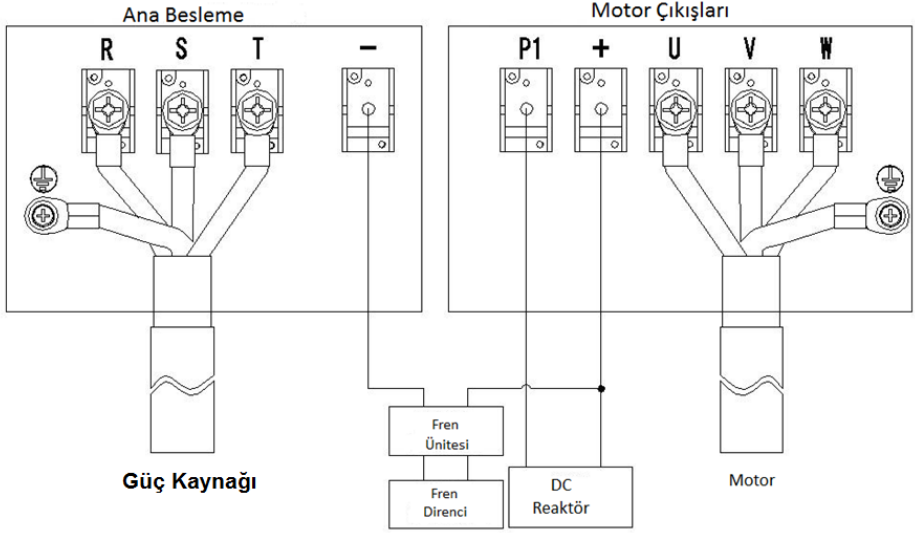 Ana Besleme
Motor Çıkışları
R S T −
P1 + U V W
Fren
Ünitesi
Fren
Direnci
DC
Reaktör
Güç Kaynağı
Motor